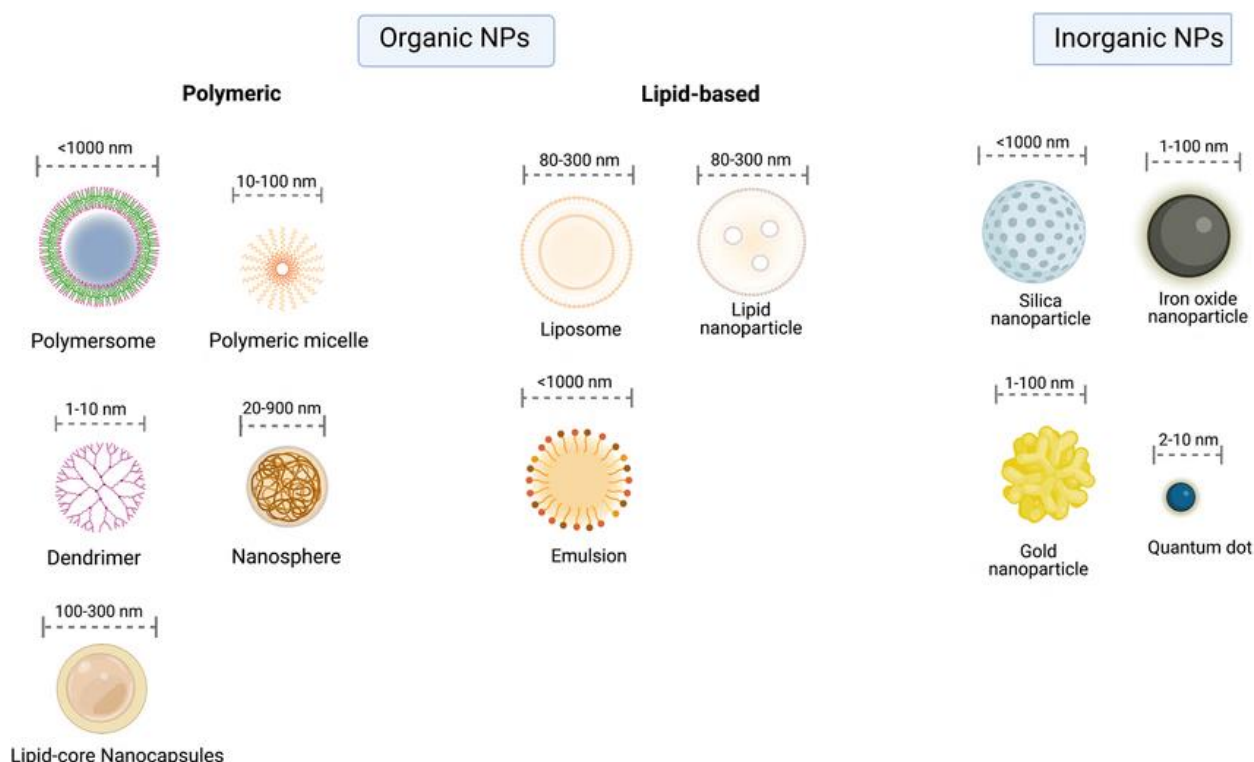 Organic NPs
Inorganic NPs
Polymeric
Lipid-based
<1000 nm
10-100 nm
80-300 nm
80-300 nm
<1000 nm
1-100 nm
Polymersome
Polymeric micelle
Liposome
Lipid
nanoparticle
Silica
nanoparticle
Iron oxide
nanoparticle
1-10 nm
20-900 nm
<1000 nm
1-100 nm
2-10 nm
Dendrimer
Nanosphere
Emulsion
Gold
nanoparticle
Quantum dot
100-300 nm
Lipid-core Nanocapsules